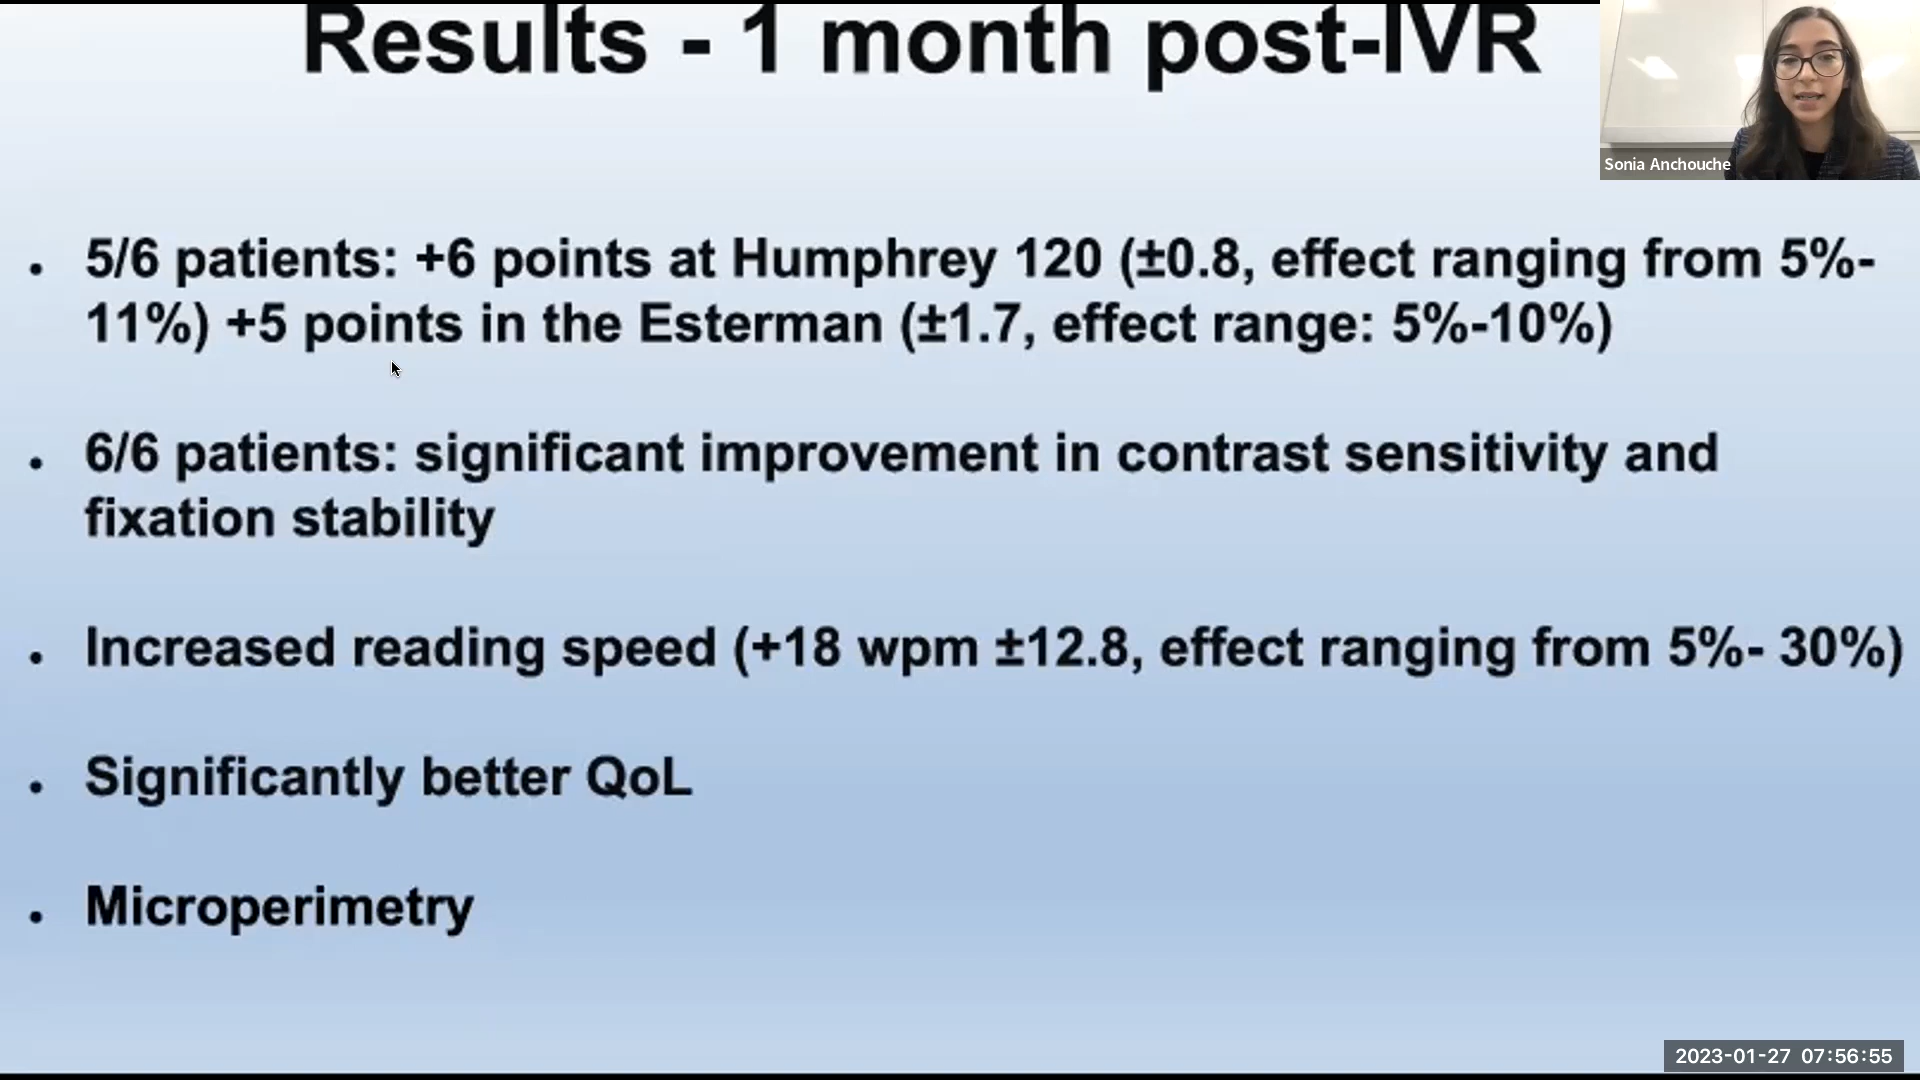 Results - 1 month post-IVR
Sonia Anchouche
• 5/6 patients: +6 points at Humphrey 120 (±0.8, effect ranging from 5%-
11%) +5 points in the Esterman (±1.7, effect range: 5%-10%)
• 6/6 patients: significant improvement in contrast sensitivity and
fixation stability
• Increased reading speed (+18 wpm ±12.8, effect ranging from 5%- 30%)
• Significantly better QoL
• Microperimetry
2023-01-27 07:56:55